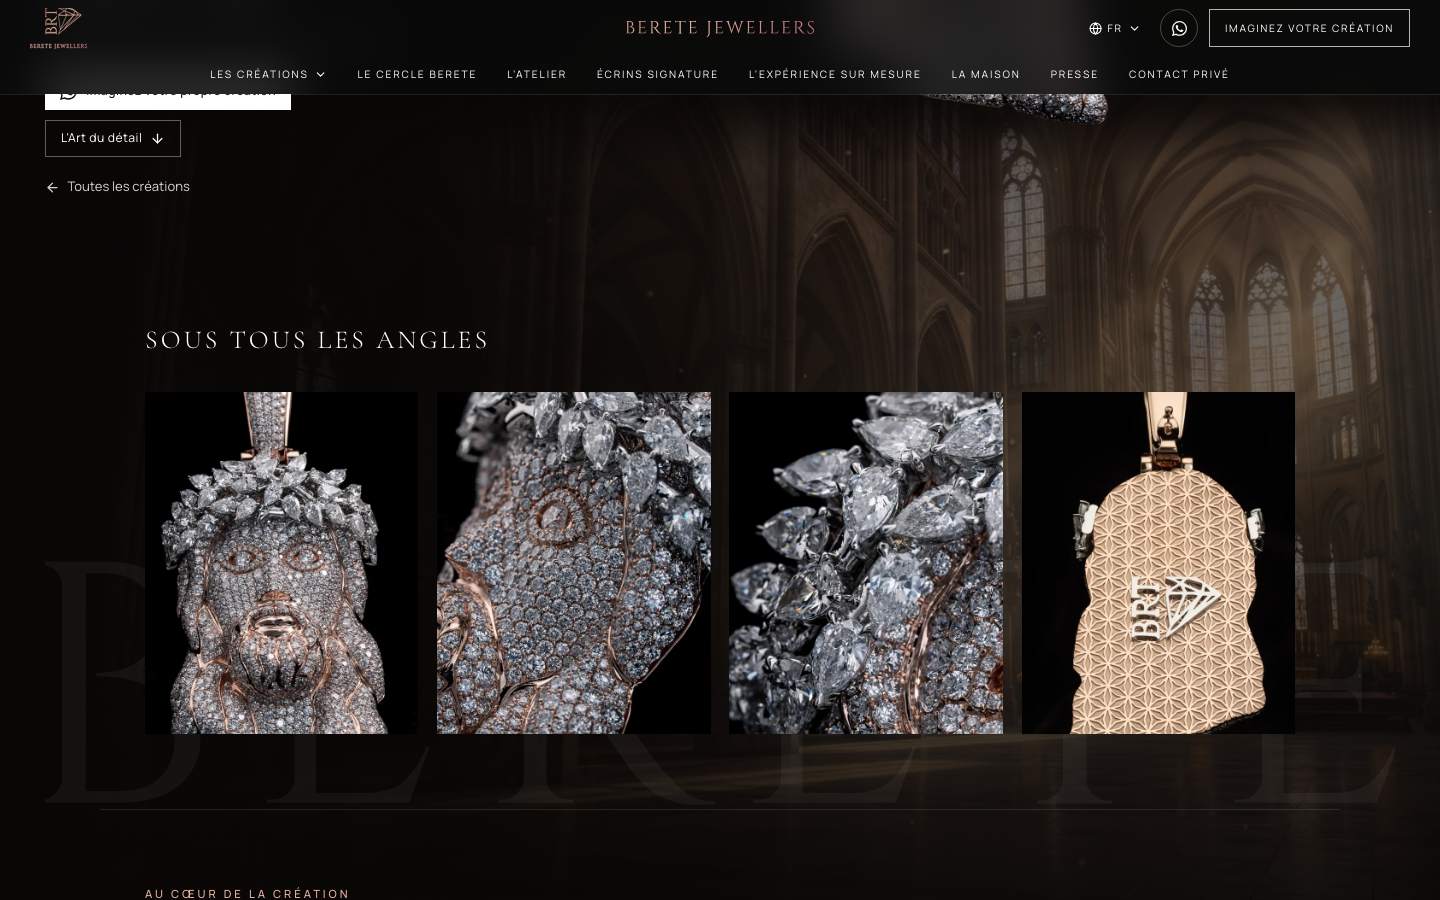 BRT
BERETE JEWELLERS
BERETE JEWELLERS
FR
IMAGINEZ VOTRE CRÉATION
LES CRÉATIONS
LE CERCLE BERETE
L'ATELIER
ÉCRINS SIGNATURE
L'EXPÉRIENCE SUR MESURE
LA MAISON
PRESSE
CONTACT PRIVÉ
L'Art du détail
Toutes les créations
SOUS TOUS LES ANGLES
BRT
BERETE
AU CŒUR DE LA CRÉATION